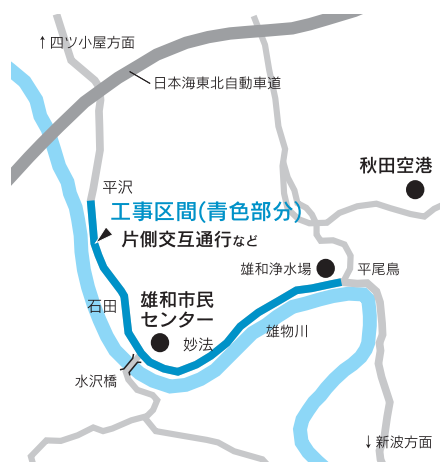 ↑四ツ小屋方面
日本海東北自動車道
秋田空港
平沢
工事区間(青色部分)
片側交互通行など
雄和浄水場
平尾鳥
石田
雄和市民
センター
雄物川
妙法
水沢橋
↓新波方面